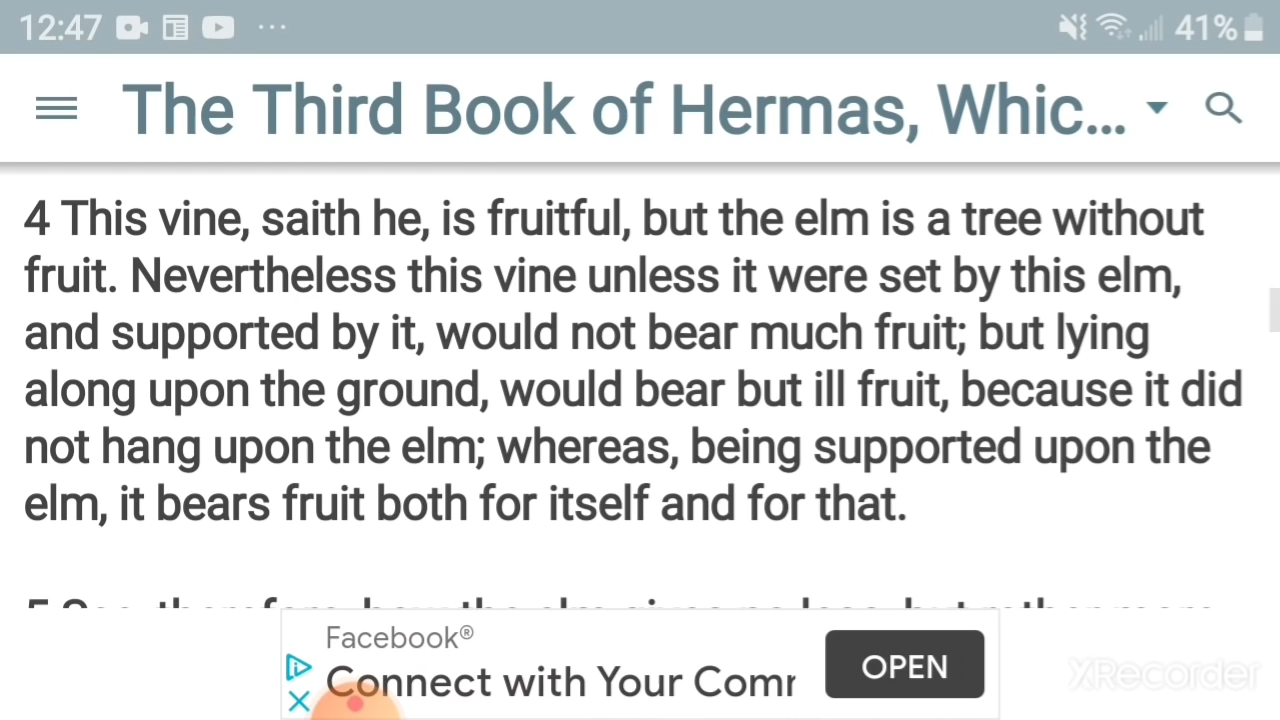 12:47 ... 41%
The Third Book of Hermas, Whic...
4 This vine, saith he, is fruitful, but the elm is a tree without
fruit. Nevertheless this vine unless it were set by this elm,
and supported by it, would not bear much fruit; but lying
along upon the ground, would bear but ill fruit, because it did
not hang upon the elm; whereas, being supported upon the
elm, it bears fruit both for itself and for that.
Facebook®
Connect with Your Com
OPEN
XRecorder